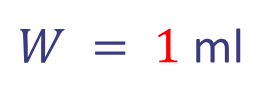 W = 1 ml